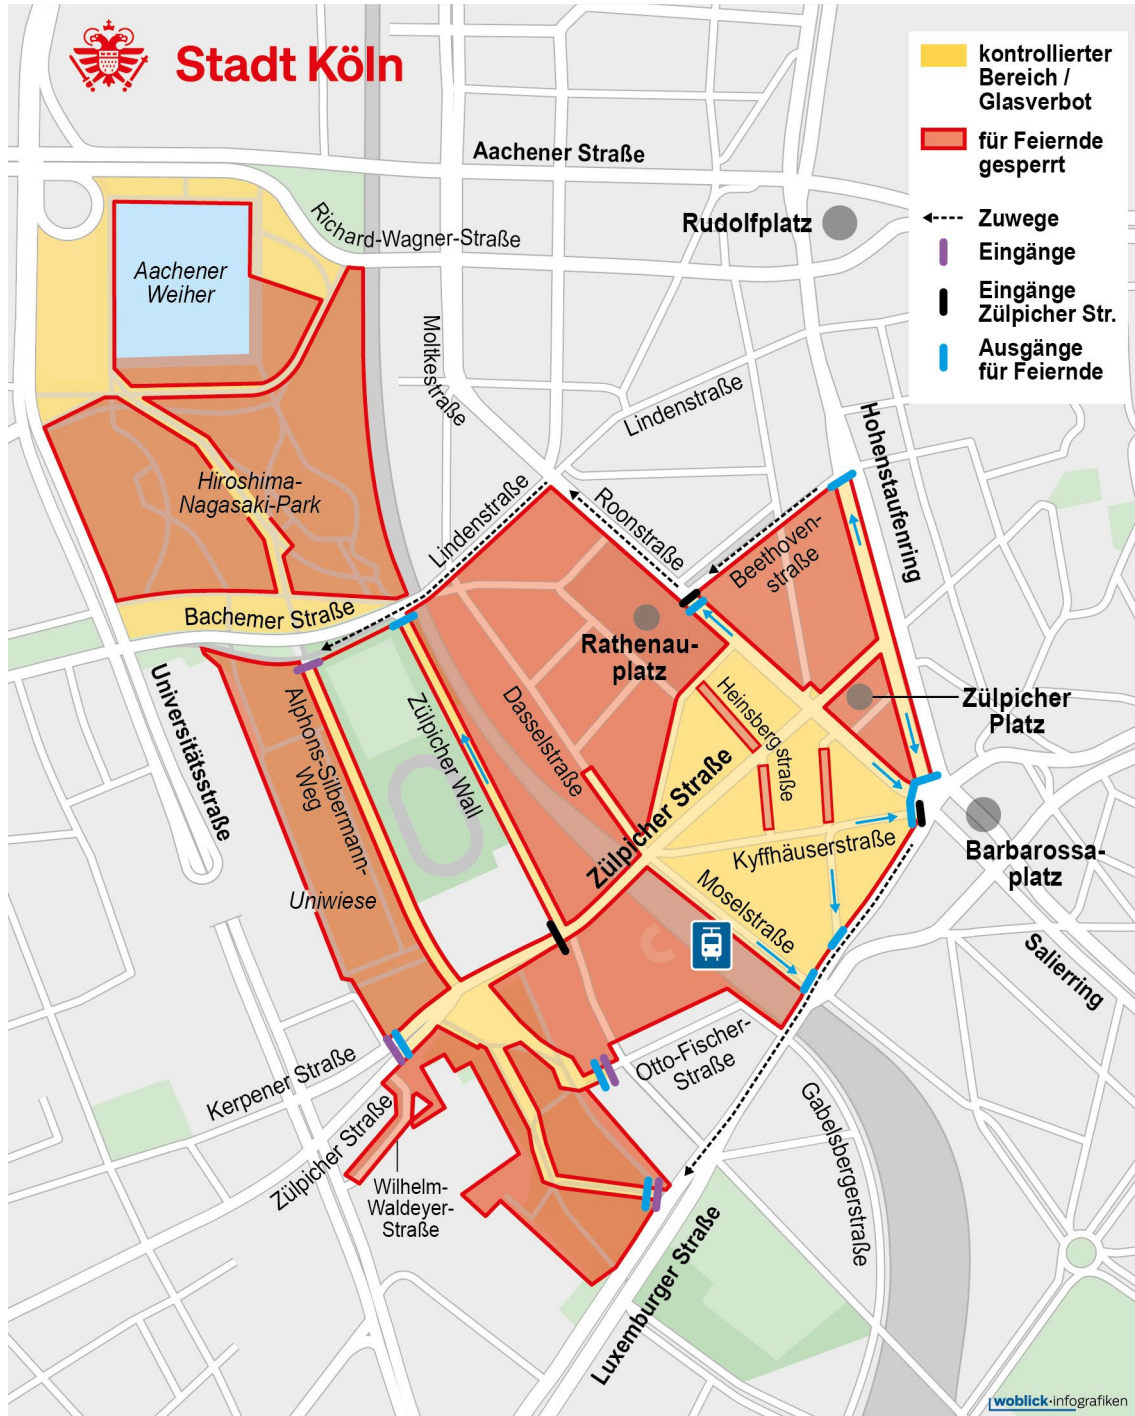 Stadt Köln
kontrollierter
Bereich /
Glasverbot
für Feiernde
gesperrt
Zuwege
Eingänge
Eingänge
Zülpicher Str.
Ausgänge
für Feiernde
Aachener Straße
Rudolfplatz
Richard-Wagner-Straße
Aachener
Weiher
Moltkestraße
Lindenstraße
Hohenstaufenring
Hiroshima-
Nagasaki-Park
Lindenstraße
Roonstraße
Beethoven-
straße
Bachemer Straße
Rathenau-
platz
Universitätsstraße
Alphons-Silbermann-
Weg
Zülpicher Wall
Dasselstraße
Heinsbergstraße
Zülpicher
Platz
Zülpicher Straße
Kyffhäuserstraße
Barbarossa-
platz
Uniwiese
Moselstraße
Salierring
Otto-Fischer-
Straße
Kerpener Straße
Zülpicher Straße
Gabelsbergerstraße
Wilhelm-
Waldeyer-
Straße
Luxemburger Straße
woblick·infografiken